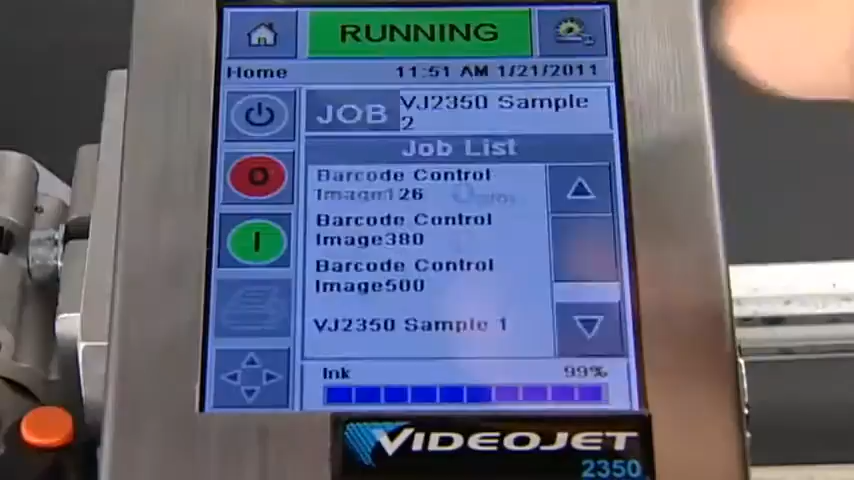 RUNNING
Home 11:51 AM 1/21/2011
JOB VJ2350 Sample
2
Job List
Barcode Control
Image126
Barcode Control
Image380
Barcode Control
Image500
VJ2350 Sample 1
Ink 99%
VIDEOJET
2350